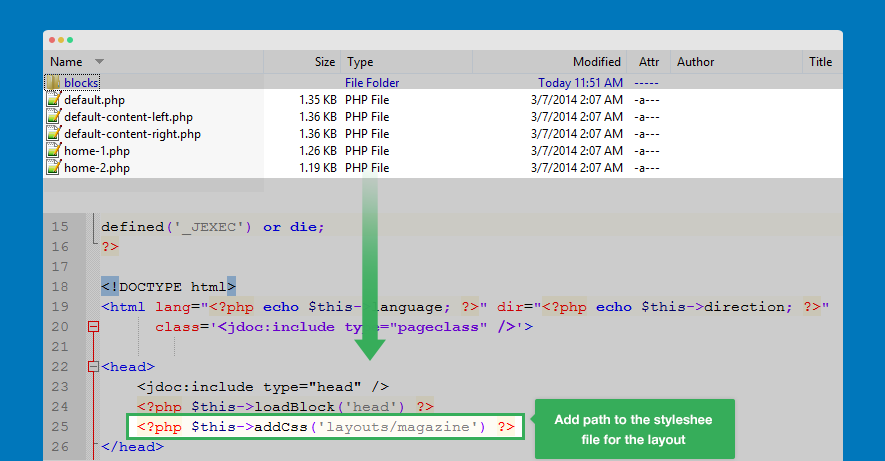 Name Size Type Modified Attr Author Title
blocks File Folder Today 11:51 AM -----
default.php 1.35 KB PHP File 3/7/2014 2:07 AM -a---
default-content-left.php 1.36 KB PHP File 3/7/2014 2:07 AM -a---
default-content-right.php 1.36 KB PHP File 3/7/2014 2:07 AM -a---
home-1.php 1.26 KB PHP File 3/7/2014 2:07 AM -a---
home-2.php 1.19 KB PHP File 3/7/2014 2:07 AM -a---
15 defined('_JEXEC') or die;
16 ?>
17
18 <!DOCTYPE html>
19 <html lang="<?php echo $this->language; ?>" dir="<?php echo $this->direction; ?>"
20 class='<jdoc:include type="pageclass" />'>
21
22 <head>
23 <jdoc:include type="head" />
24 <?php $this->loadBlock('head') ?>
25 <?php $this->addCss('layouts/magazine') ?>
26 </head>
Add path to the styleshee
file for the layout